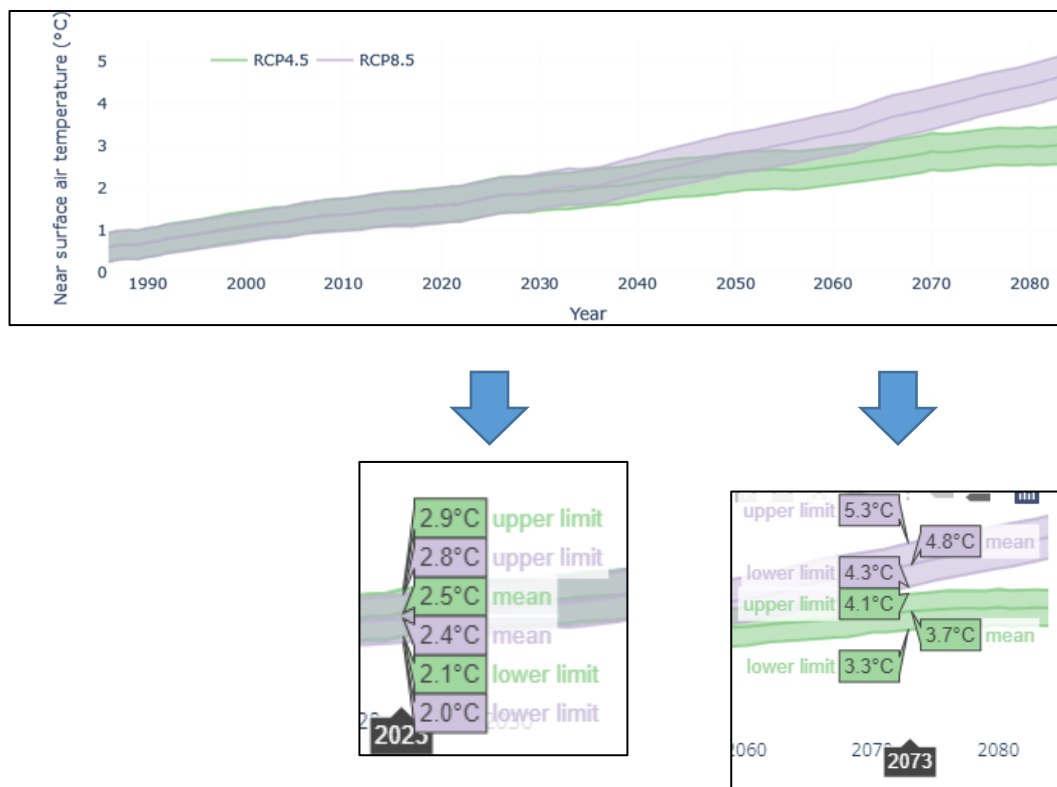 Near surface air temperature (°C)
5
4
3
2
1
0
RCP4.5 RCP8.5
1990 2000 2010 2020 2030 2040 2050 2060 2070 2080
Year
2.9°C upper limit
2.8°C upper limit
2.5°C mean
2.4°C mean
2.1°C lower limit
2.0°C lower limit
2023
2030
upper limit 5.3°C
4.8°C mean
lower limit 4.3°C
upper limit 4.1°C
3.7°C mean
lower limit 3.3°C
2060 2080
2073